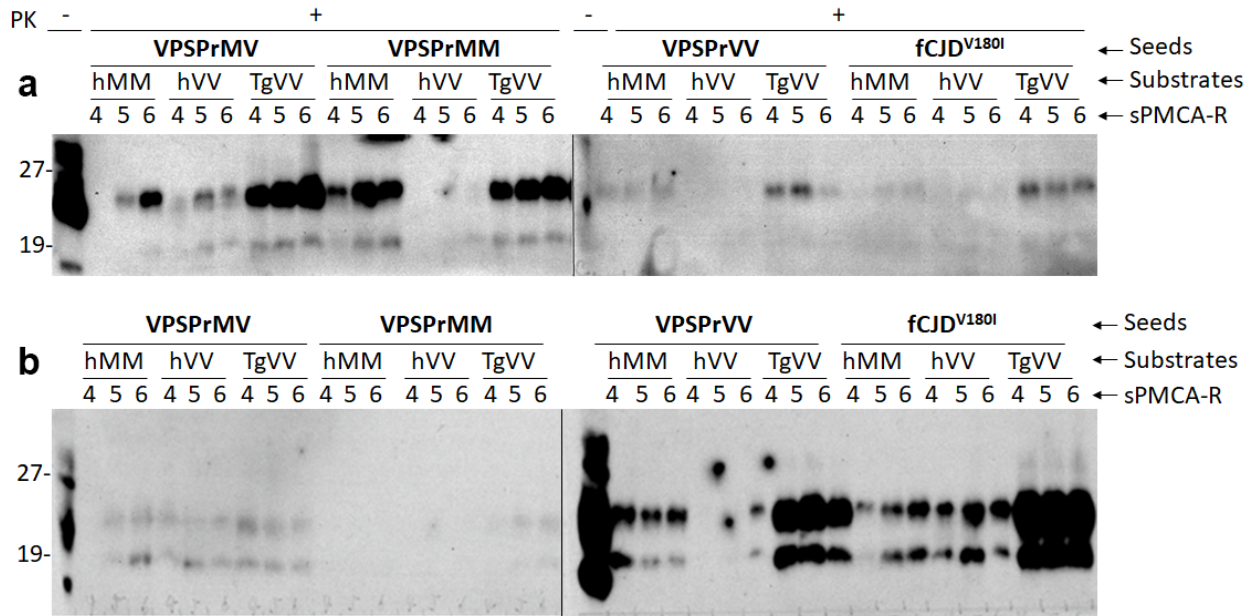 PK - + - +
VPSPrMV VPSPrMM VPSPrVV fCJDV180I ← Seeds
a hMM hVV TgVV hMM hVV TgVV hMM hVV TgVV hMM hVV TgVV ← Substrates
4 5 6 4 5 6 4 5 6 4 5 6 4 5 6 4 5 6 4 5 6 4 5 6 4 5 6 4 5 6 4 5 6 4 5 6 ← sPMCA-R
27-
19-
VPSPrMV VPSPrMM VPSPrVV fCJDV180I ← Seeds
b hMM hVV TgVV hMM hVV TgVV hMM hVV TgVV hMM hVV TgVV ← Substrates
4 5 6 4 5 6 4 5 6 4 5 6 4 5 6 4 5 6 4 5 6 4 5 6 4 5 6 4 5 6 4 5 6 4 5 6 ← sPMCA-R
27-
19-